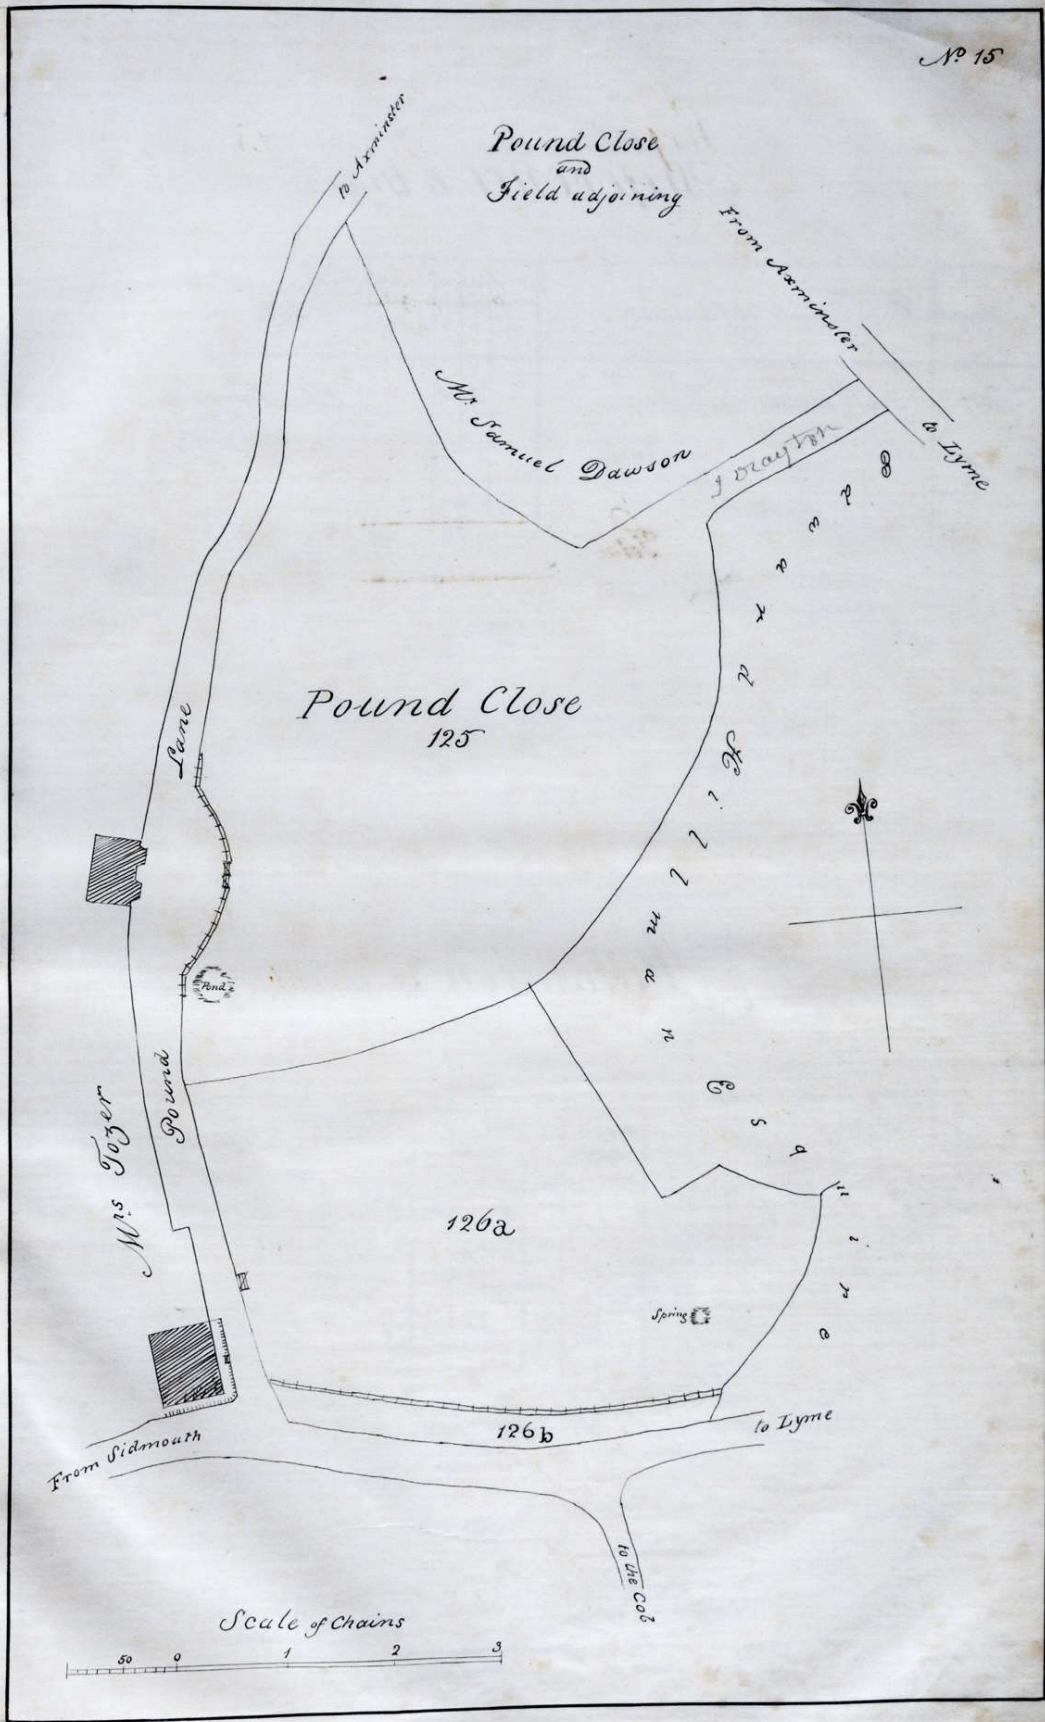 No. 15
Pound Close
and
Field adjoining
to Axminster
From Axminster
to Lyme
Mr. Samuel Dawson
Drayton
Edward Hillman Esquire
Pound Close
125
Pound Lane
Pond
Mrs Tozer
126a
Spring
126b
to Lyme
From Sidmouth
to the Cob
Scale of Chains
50 0 1 2 3